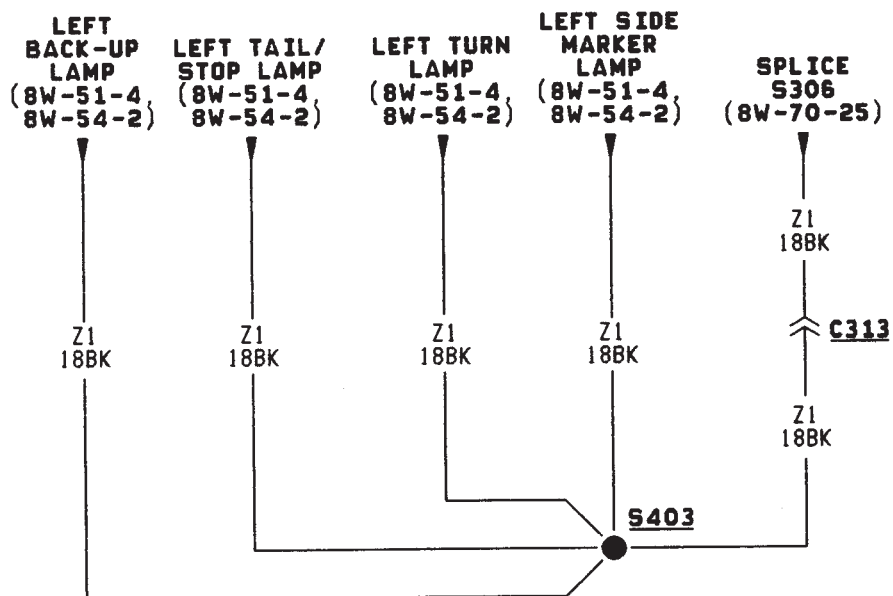 LEFT
BACK-UP
LAMP
(8W-51-4,
8W-54-2)
LEFT TAIL/
STOP LAMP
(8W-51-4,
8W-54-2)
LEFT TURN
LAMP
(8W-51-4,
8W-54-2)
LEFT SIDE
MARKER
LAMP
(8W-51-4,
8W-54-2)
SPLICE
S306
(8W-70-25)
Z1
18BK
C313
Z1
18BK
Z1
18BK
Z1
18BK
Z1
18BK
Z1
18BK
S403